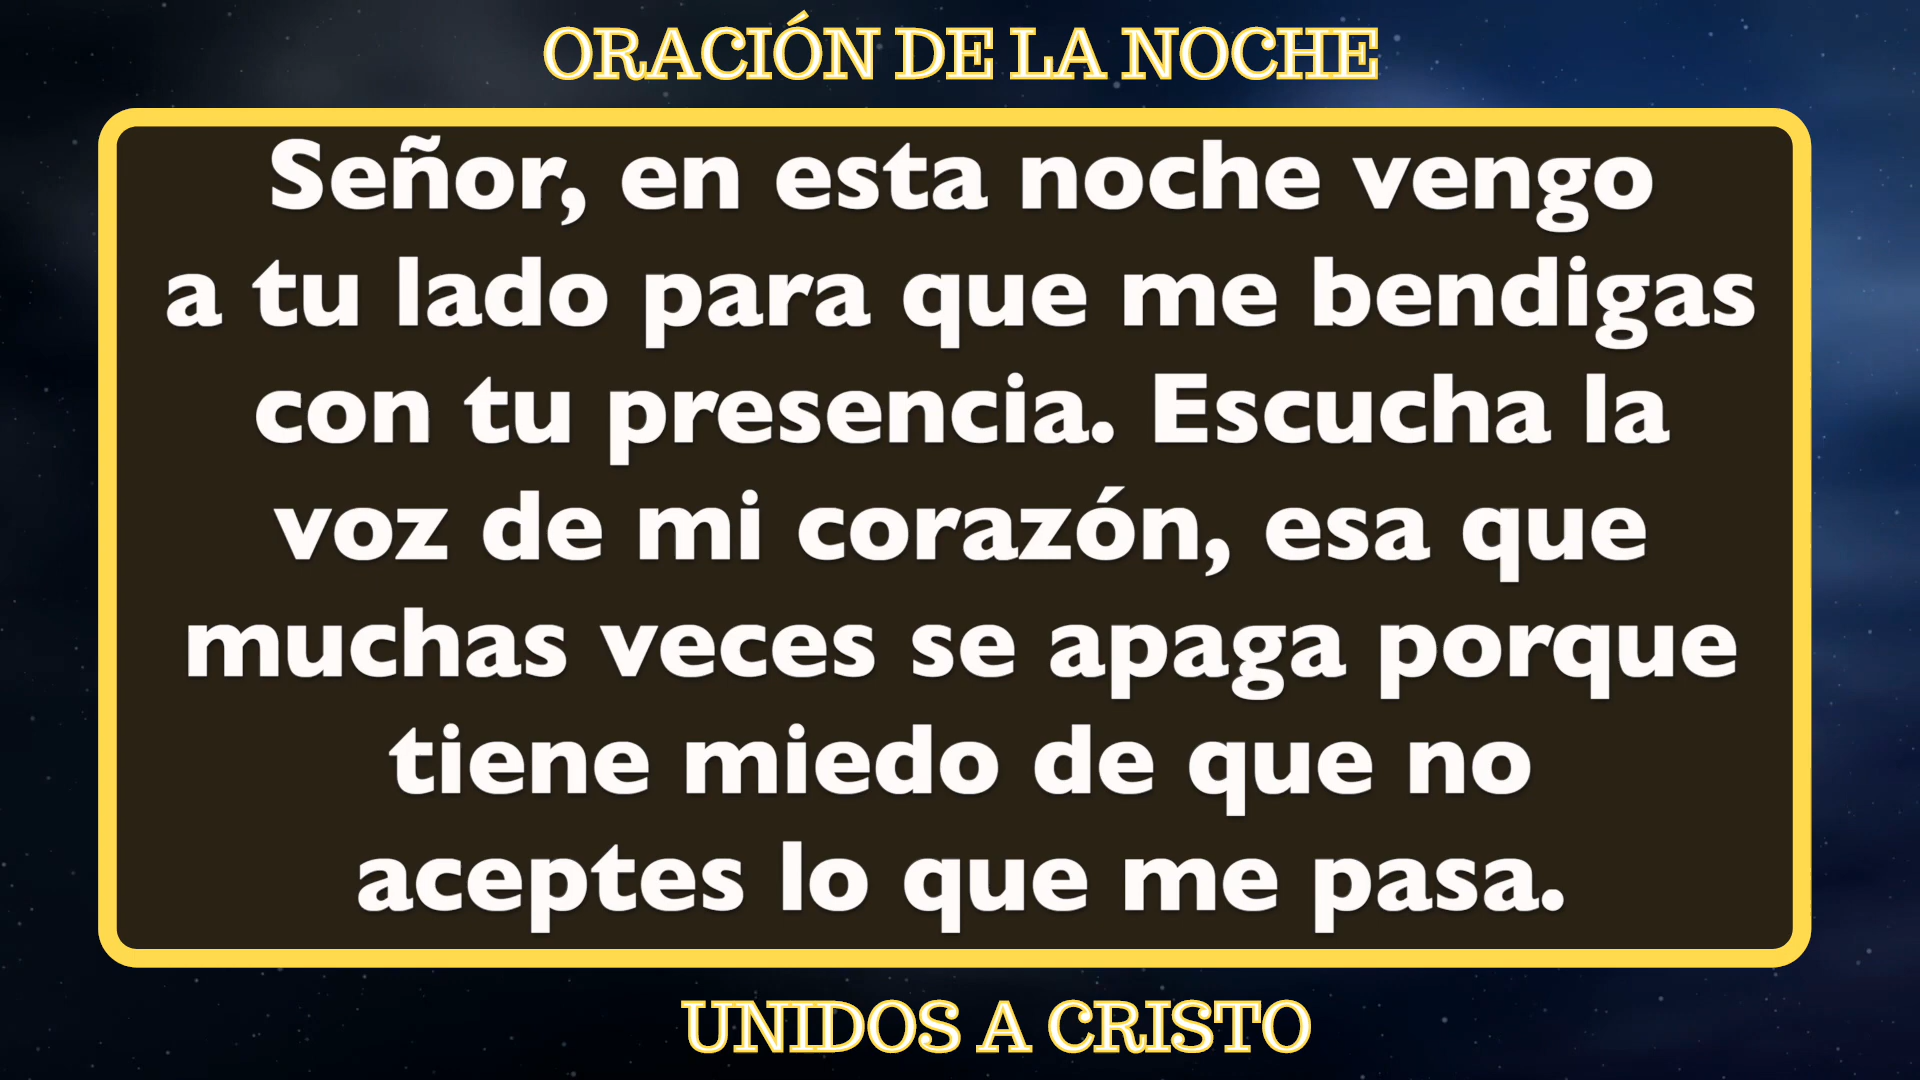 ORACIÓN DE LA NOCHE
Señor, en esta noche vengo
a tu lado para que me bendigas
con tu presencia. Escucha la
voz de mi corazón, esa que
muchas veces se apaga porque
tiene miedo de que no
aceptes lo que me pasa.
UNIDOS A CRISTO